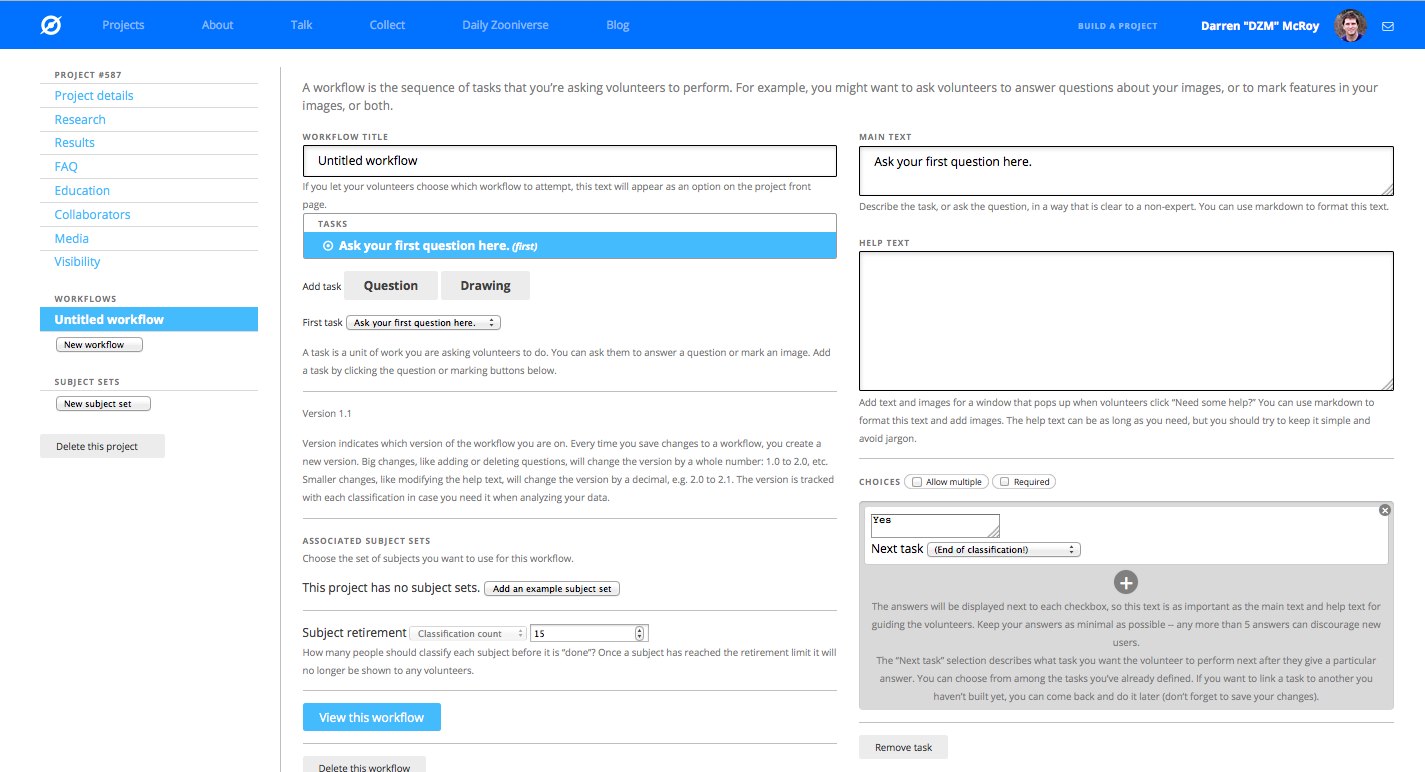 Projects
About
Talk
Collect
Daily Zooniverse
Blog
BUILD A PROJECT
Darren "DZM" McRoy
PROJECT #587
Project details
Research
Results
FAQ
Education
Collaborators
Media
Visibility
WORKFLOWS
Untitled workflow
New workflow
SUBJECT SETS
New subject set
Delete this project
A workflow is the sequence of tasks that you're asking volunteers to perform. For example, you might want to ask volunteers to answer questions about your images, or to mark features in your
images, or both.
WORKFLOW TITLE
Untitled workflow
If you let your volunteers choose which workflow to attempt, this text will appear as an option on the project front
page.
TASKS
Ask your first question here. (first)
Add task Question Drawing
First task Ask your first question here.
A task is a unit of work you are asking volunteers to do. You can ask them to answer a question or mark an image. Add
a task by clicking the question or marking buttons below.
Version 1.1
Version indicates which version of the workflow you are on. Every time you save changes to a workflow, you create a
new version. Big changes, like adding or deleting questions, will change the version by a whole number: 1.0 to 2.0, etc.
Smaller changes, like modifying the help text, will change the version by a decimal, e.g. 2.0 to 2.1. The version is tracked
with each classification in case you need it when analyzing your data.
ASSOCIATED SUBJECT SETS
Choose the set of subjects you want to use for this workflow.
This project has no subject sets. Add an example subject set
Subject retirement Classification count 15
How many people should classify each subject before it is "done"? Once a subject has reached the retirement limit it will
no longer be shown to any volunteers.
View this workflow
Delete this workflow
MAIN TEXT
Ask your first question here.
Describe the task, or ask the question, in a way that is clear to a non-expert. You can use markdown to format this text.
HELP TEXT
Add text and images for a window that pops up when volunteers click "Need some help?" You can use markdown to
format this text and add images. The help text can be as long as you need, but you should try to keep it simple and
avoid jargon.
CHOICES Allow multiple Required
Yes
Next task (End of classification!)
The answers will be displayed next to each checkbox, so this text is as important as the main text and help text for
guiding the volunteers. Keep your answers as minimal as possible -- any more than 5 answers can discourage new
users.
The "Next task" selection describes what task you want the volunteer to perform next after they give a particular
answer. You can choose from among the tasks you've already defined. If you want to link a task to another you
haven't built yet, you can come back and do it later (don't forget to save your changes).
Remove task